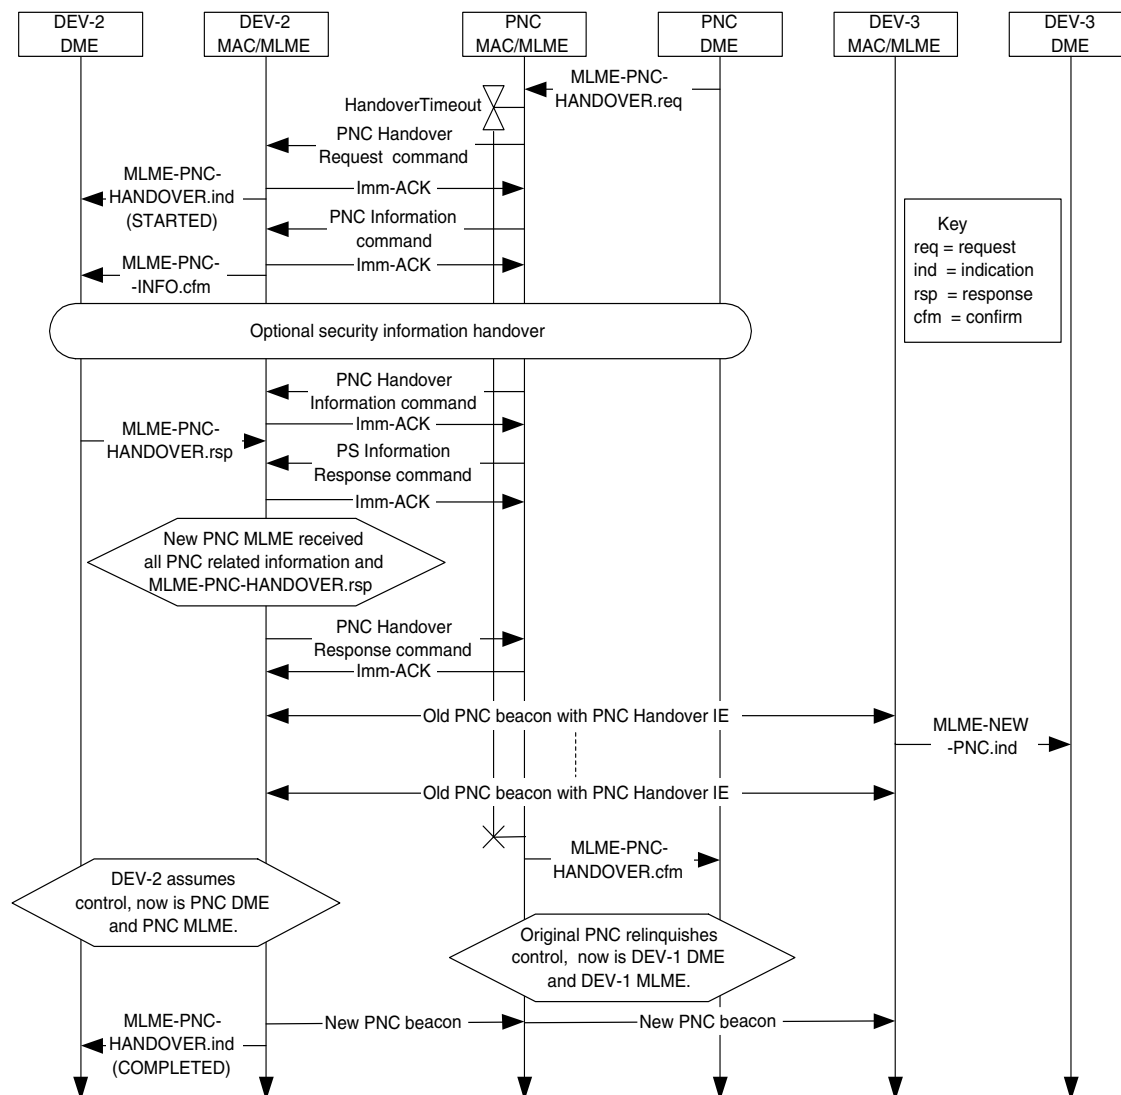 DEV-2
DME
DEV-2
MAC/MLME
PNC
MAC/MLME
PNC
DME
DEV-3
MAC/MLME
DEV-3
DME
MLME-PNC-
HANDOVER.req
HandoverTimeout
PNC Handover
Request command
MLME-PNC-
HANDOVER.ind
(STARTED)
Imm-ACK
PNC Information
command
MLME-PNC-
-INFO.cfm
Imm-ACK
Key
req = request
ind = indication
rsp = response
cfm = confirm
Optional security information handover
PNC Handover
Information command
Imm-ACK
MLME-PNC-
HANDOVER.rsp
PS Information
Response command
Imm-ACK
New PNC MLME received
all PNC related information and
MLME-PNC-HANDOVER.rsp
PNC Handover
Response command
Imm-ACK
Old PNC beacon with PNC Handover IE
MLME-NEW
-PNC.ind
Old PNC beacon with PNC Handover IE
MLME-PNC-
HANDOVER.cfm
DEV-2 assumes
control, now is PNC DME
and PNC MLME.
Original PNC relinquishes
control, now is DEV-1 DME
and DEV-1 MLME.
MLME-PNC-
HANDOVER.ind
(COMPLETED)
New PNC beacon
New PNC beacon